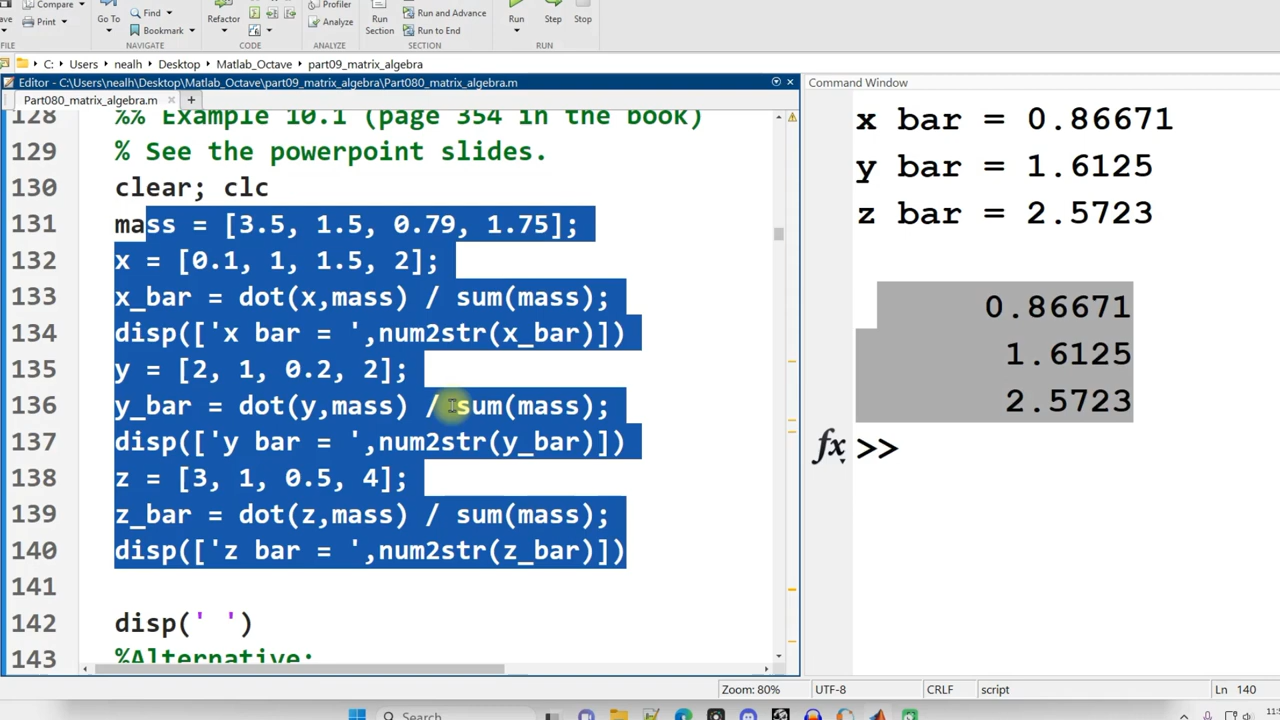 Compare
Print
FILE
Go To
Find
Bookmark
NAVIGATE
Refactor
CODE
Profiler
Analyze
ANALYZE
Run
Section
Run and Advance
Run to End
SECTION
Run
Step
Stop
RUN
C: Users nealh Desktop Matlab_Octave part09_matrix_algebra
Editor - C:\Users\nealh\Desktop\Matlab_Octave\part09_matrix_algebra\Part080_matrix_algebra.m
Part080_matrix_algebra.m
128 %% Example 10.1 (page 354 in the book)
129 % See the powerpoint slides.
130 clear; clc
131 mass = [3.5, 1.5, 0.79, 1.75];
132 x = [0.1, 1, 1.5, 2];
133 x_bar = dot(x,mass) / sum(mass);
134 disp(['x bar = ',num2str(x_bar)])
135 y = [2, 1, 0.2, 2];
136 y_bar = dot(y,mass) / sum(mass);
137 disp(['y bar = ',num2str(y_bar)])
138 z = [3, 1, 0.5, 4];
139 z_bar = dot(z,mass) / sum(mass);
140 disp(['z bar = ',num2str(z_bar)])
141
142 disp(' ')
143 %Alternative:
Command Window
x bar = 0.86671
y bar = 1.6125
z bar = 2.5723
0.86671
1.6125
2.5723
fx >>
Zoom: 80% UTF-8 CRLF script Ln 140
Search